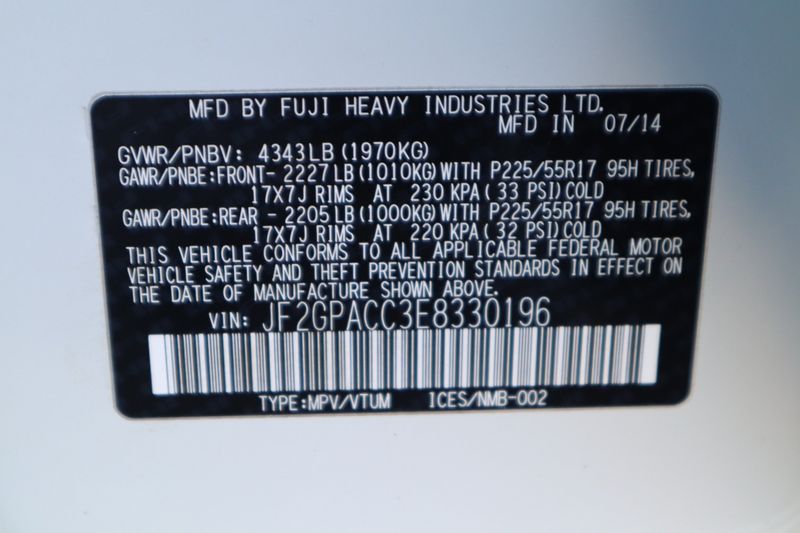 MFD BY FUJI HEAVY INDUSTRIES LTD.
MFD IN 07/14
GVWR/PNBV: 4343LB (1970KG)
GAWR/PNBE:FRONT- 2227LB (1010KG)WITH P225/55R17 95H TIRES,
17X7J RIMS AT 230 KPA( 33 PSI)COLD
GAWR/PNBE:REAR - 2205LB (1000KG)WITH P225/55R17 95H TIRES,
17X7J RIMS AT 220 KPA( 32 PSI)COLD
THIS VEHICLE CONFORMS TO ALL APPLICABLE FEDERAL MOTOR
VEHICLE SAFETY AND THEFT PREVENTION STANDARDS IN EFFECT ON
THE DATE OF MANUFACTURE SHOWN ABOVE.
VIN: JF2GPACC3E8330196
TYPE:MPV/VTUM ICES/NMB-002